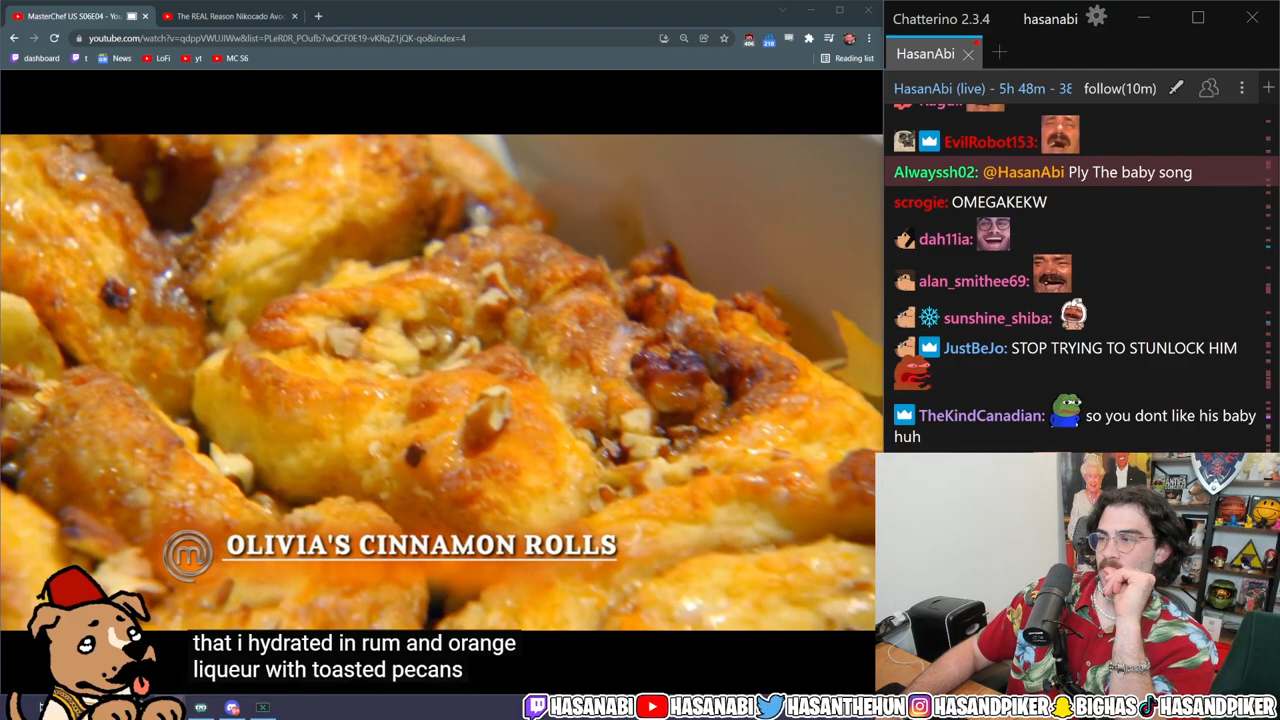 MasterChef US S06E04 - You
The REAL Reason Nikocado Avoc
youtube.com/watch?v=qdppVWUJIWw&list=PLeR0R_POufb7wQCF0E19-vKRqZ1jQK-qo&index=4
406
210
dashboard
t
News
LoFi
yt
MC S6
Reading list
OLIVIA'S CINNAMON ROLLS
that i hydrated in rum and orange
liqueur with toasted pecans
Chatterino 2.3.4
hasanabi
HasanAbi
HasanAbi (live) - 5h 48m - 38
follow(10m)
EvilRobot153:
Alwayssh02: @HasanAbi Ply The baby song
scrogie: OMEGAKEKW
dah11ia:
alan_smithee69:
sunshine_shiba:
JustBeJo: STOP TRYING TO STUNLOCK HIM
TheKindCanadian: so you dont like his baby
huh
HASANABI HASANABI HASANTHEHUN HASANDPIKER BIGHAS HASANDPIKER